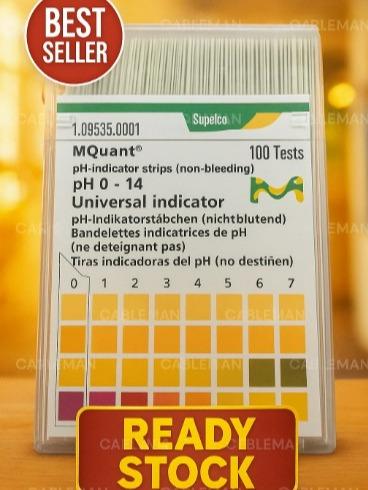 BEST
SELLER
Supelco
1.09535.0001
MQuant®
100 Tests
pH-indicator strips (non-bleeding)
pH 0 - 14
Universal indicator
pH-Indikatorstäbchen (nichtblutend)
Bandelettes indicatrices de pH
(ne deteignant pas)
Tiras indicadoras del pH (no destiñen)
0 1 2 3 4 5 6 7
READY
STOCK
CABLEMAN